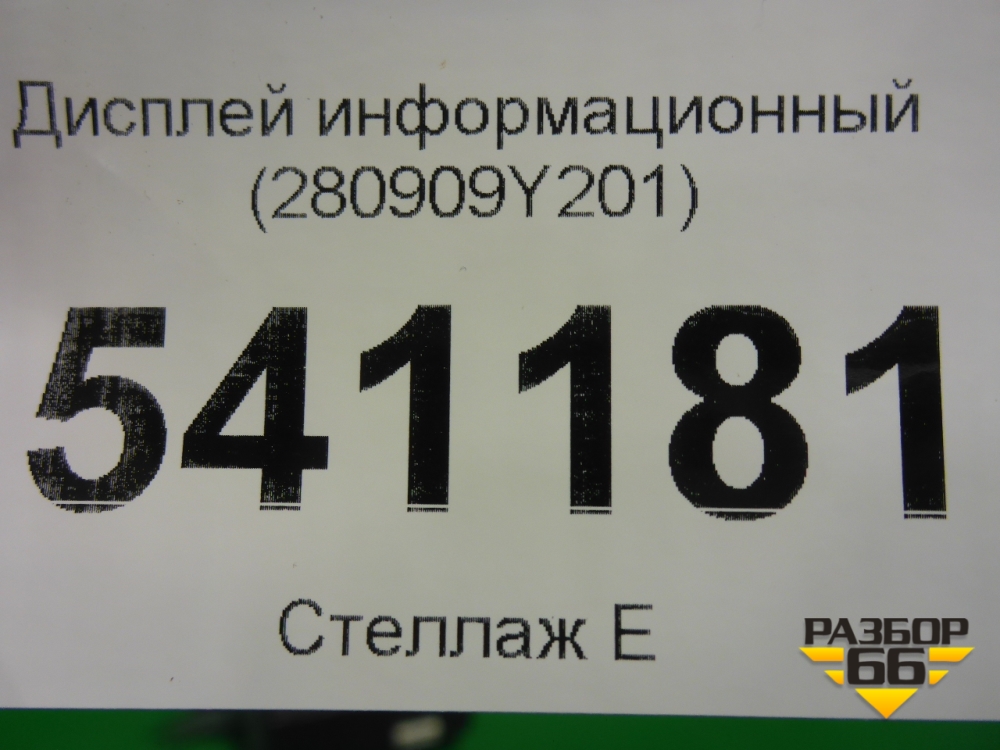 Дисплей информационный
(280909Y201)
541181
Стеллаж Е
РАЗБОР
66